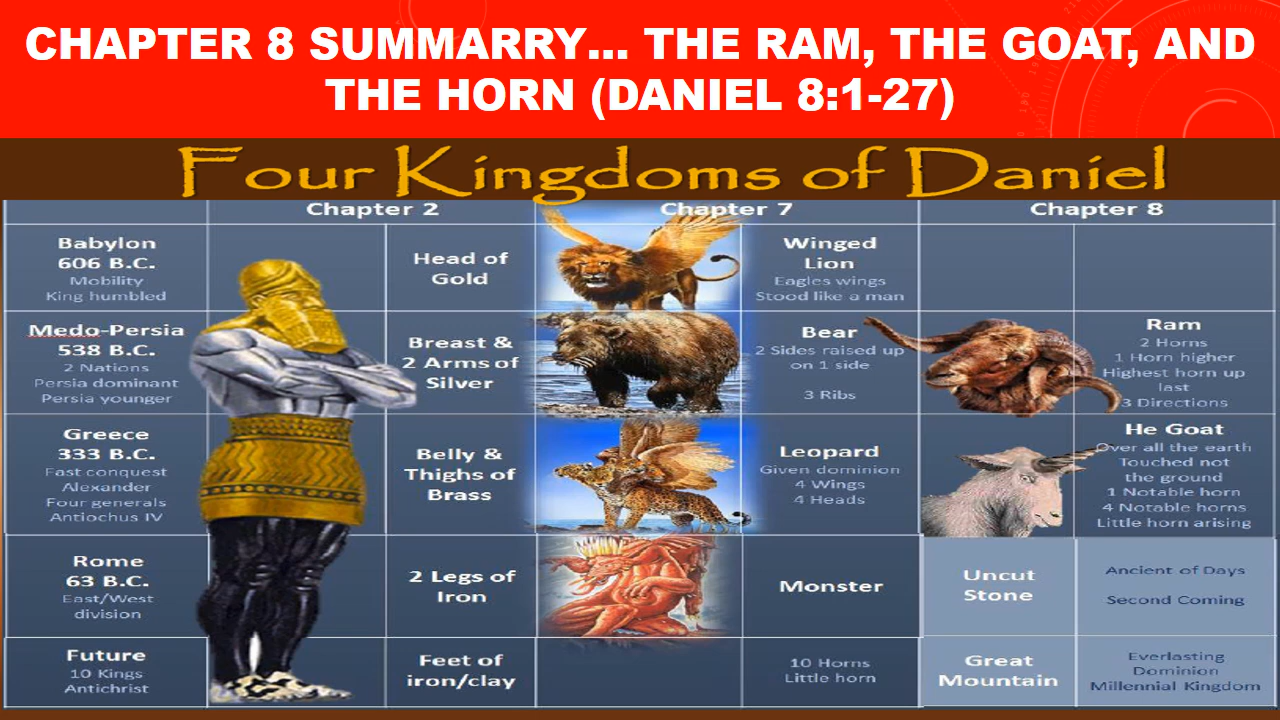 CHAPTER 8 SUMMARRY... THE RAM, THE GOAT, AND
THE HORN (DANIEL 8:1-27)
Four Kingdoms of Daniel
Chapter 2
Chapter 7
Chapter 8
Babylon
606 B.C.
Mobility
King humbled
Head of
Gold
Winged
Lion
Eagles wings
Stood like a man
Medo-Persia
538 B.C.
2 Nations
Persia dominant
Persia younger
Breast &
2 Arms of
Silver
Bear
2 Sides raised up
on 1 side
3 Ribs
Ram
2 Horns
1 Horn higher
Highest horn up
last
3 Directions
Greece
333 B.C.
Fast conquest
Alexander
Four generals
Antiochus IV
Belly &
Thighs of
Brass
Leopard
Given dominion
4 Wings
4 Heads
He Goat
Over all the earth
Touched not
the ground
1 Notable horn
4 Notable horns
Little horn arising
Rome
63 B.C.
East/West
division
2 Legs of
Iron
Monster
Uncut
Stone
Ancient of Days
Second Coming
Future
10 Kings
Antichrist
Feet of
iron/clay
10 Horns
Little horn
Great
Mountain
Everlasting
Dominion
Millennial Kingdom